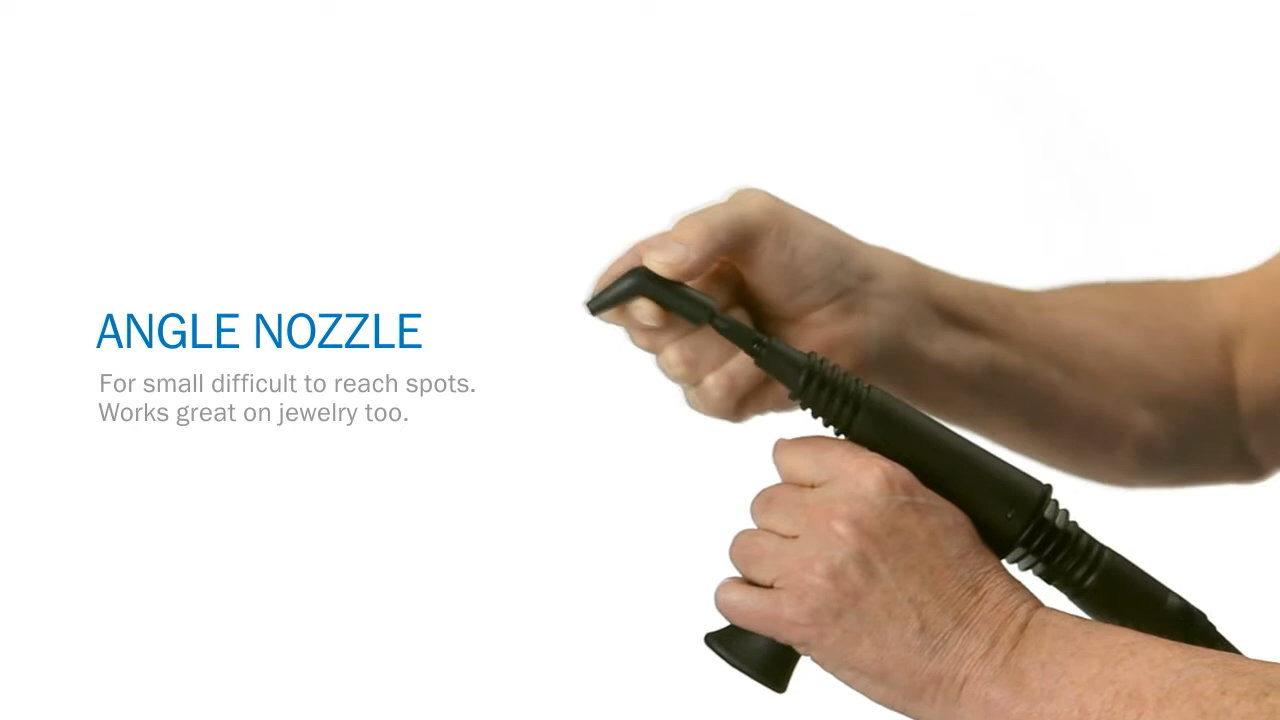 ANGLE NOZZLE
For small difficult to reach spots.
Works great on jewelry too.